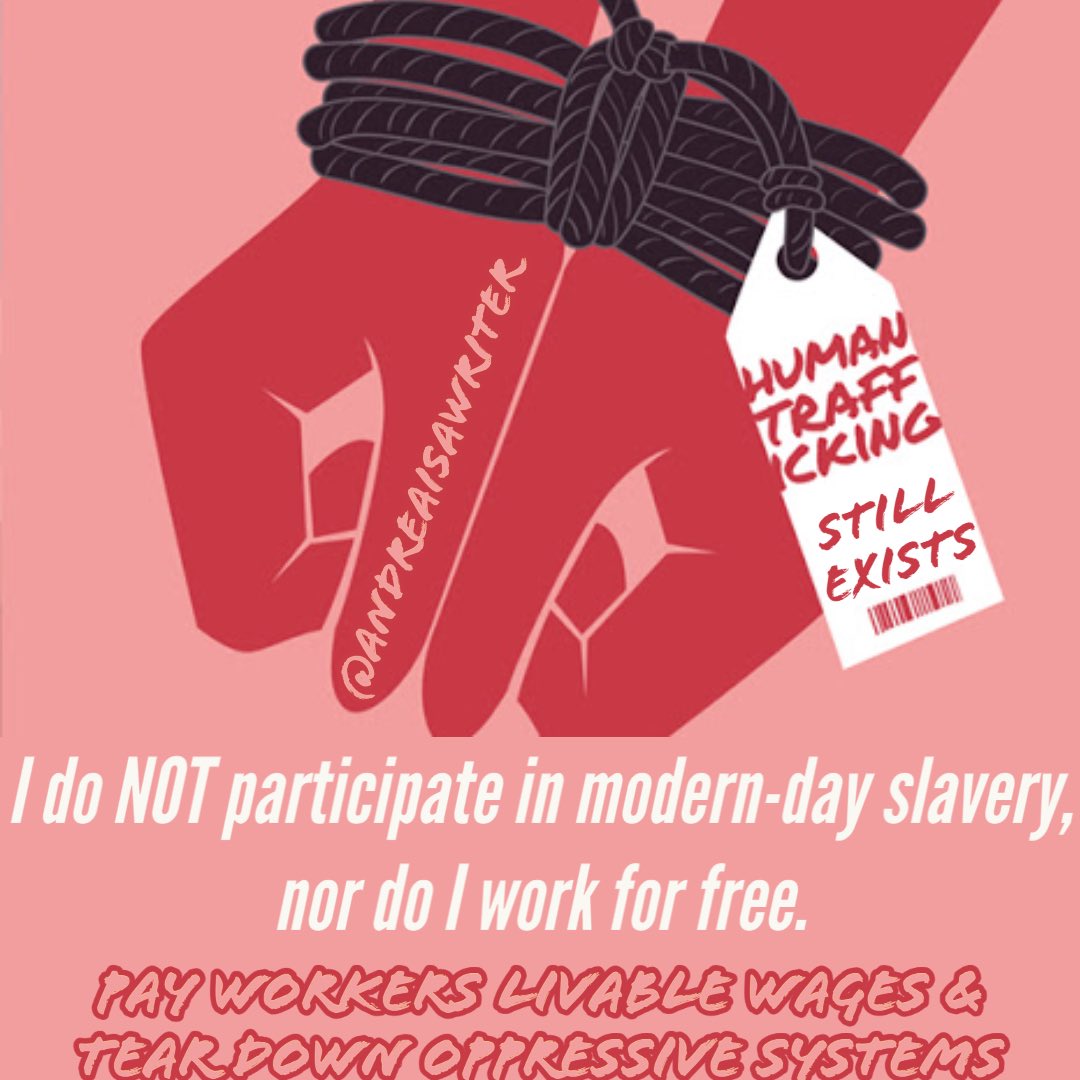 @ANDREAISAWRITER
HUMAN
TRAFF
ICKING
STILL
EXISTS
I do NOT participate in modern-day slavery,
nor do I work for free.
PAY WORKERS LIVABLE WAGES &
TEAR DOWN OPPRESSIVE SYSTEMS